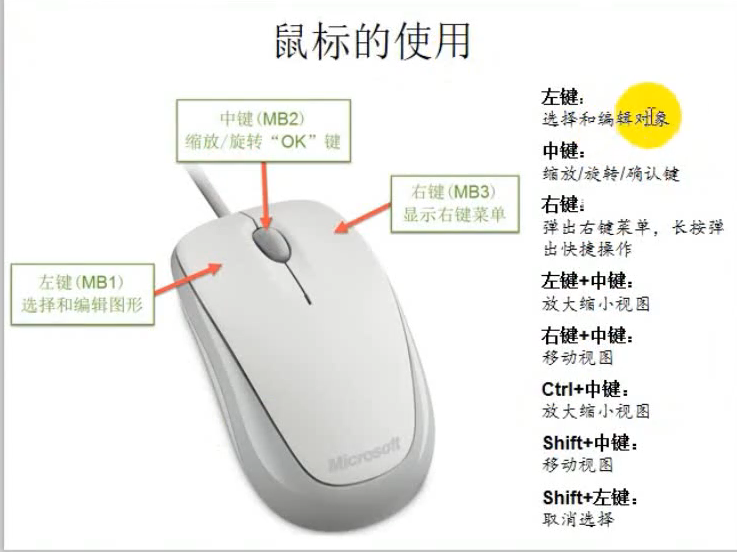 鼠标的使用
中键(MB2)
缩放/旋转“OK”键
右键(MB3)
显示右键菜单
左键(MB1)
选择和编辑图形
Microsoft
左键：
选择和编辑对象
中键：
缩放/旋转/确认键
右键：
弹出右键菜单，长按弹
出快捷操作
左键+中键：
放大缩小视图
右键+中键：
移动视图
Ctrl+中键：
放大缩小视图
Shift+中键：
移动视图
Shift+左键：
取消选择